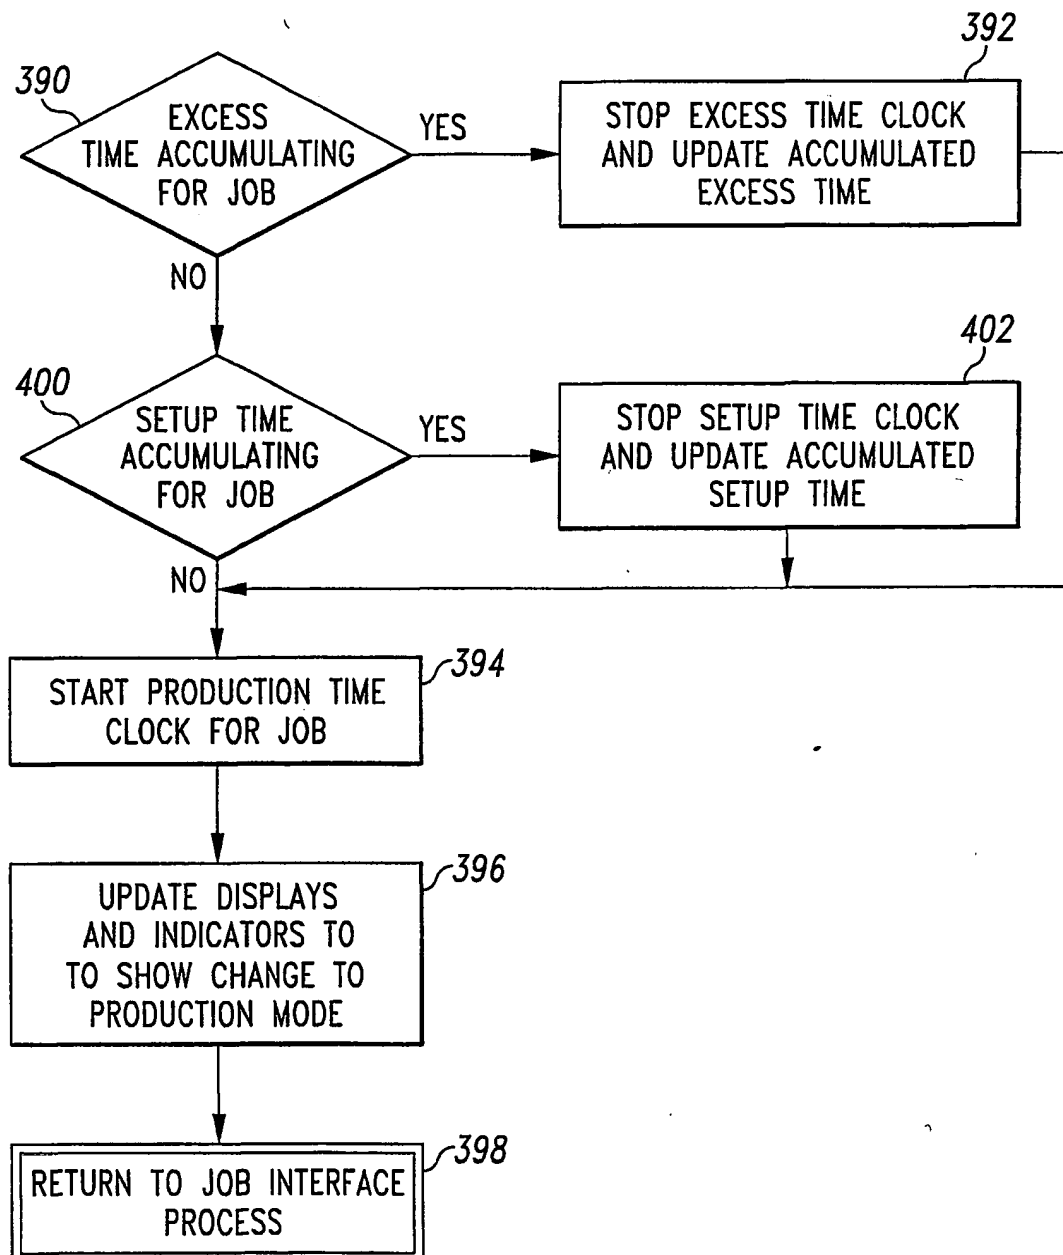 390
EXCESS
TIME ACCUMULATING
FOR JOB
YES
NO
392
STOP EXCESS TIME CLOCK
AND UPDATE ACCUMULATED
EXCESS TIME
400
SETUP TIME
ACCUMULATING
FOR JOB
YES
NO
402
STOP SETUP TIME CLOCK
AND UPDATE ACCUMULATED
SETUP TIME
394
START PRODUCTION TIME
CLOCK FOR JOB
396
UPDATE DISPLAYS
AND INDICATORS TO
TO SHOW CHANGE TO
PRODUCTION MODE
398
RETURN TO JOB INTERFACE
PROCESS